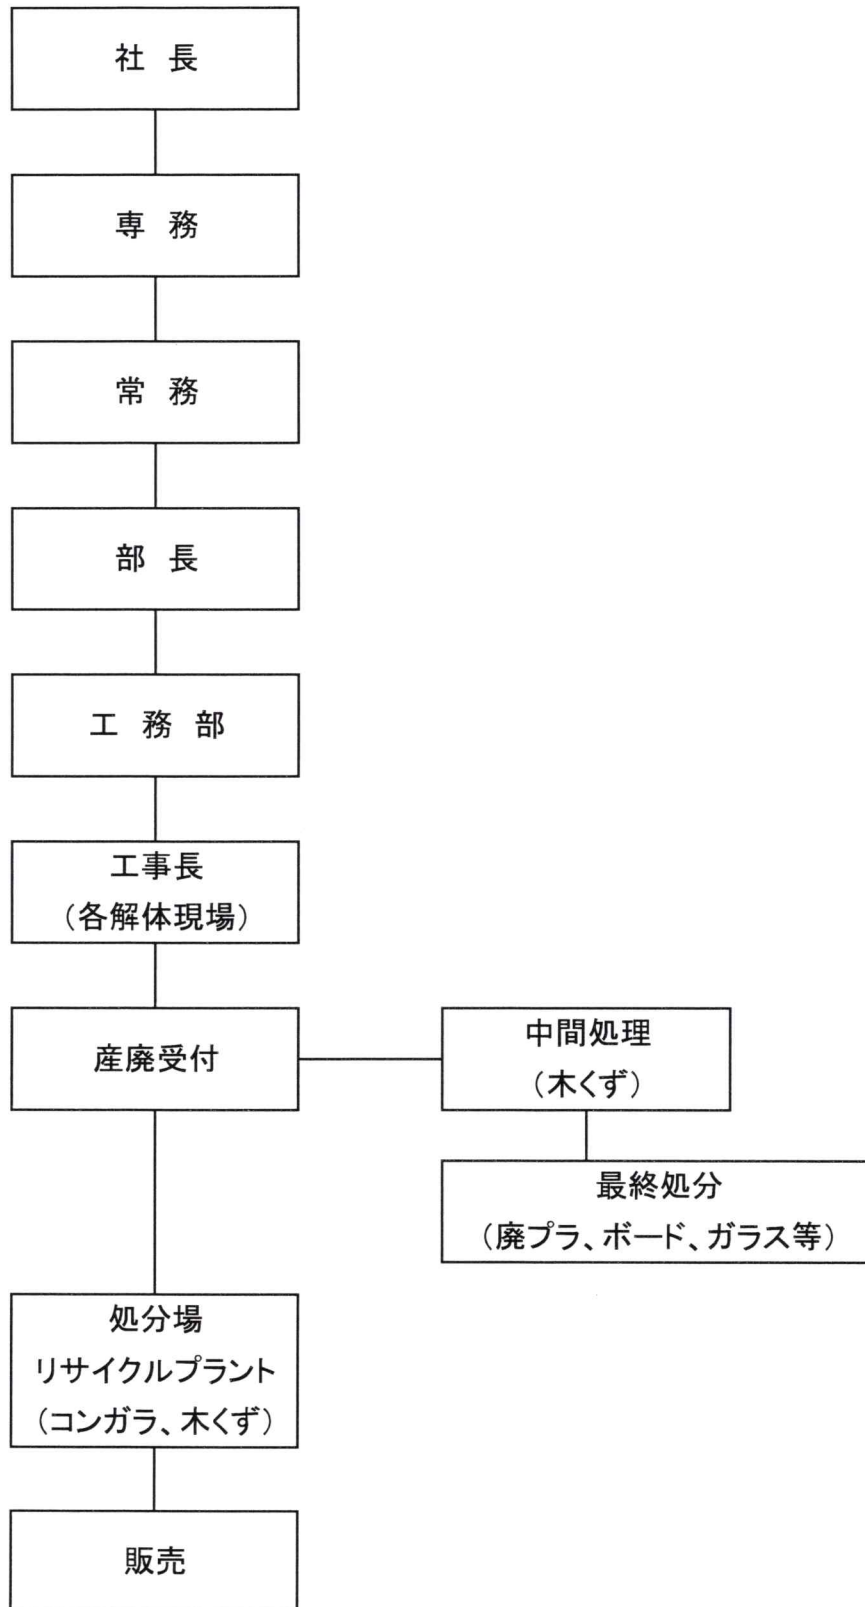 社 長
専 務
常 務
部 長
工 務 部
工事長
（各解体現場）
産廃受付
中間処理
（木くず）
最終処分
（廃プラ、ボード、ガラス等）
処分場
リサイクルプラント
（コンガラ、木くず）
販売